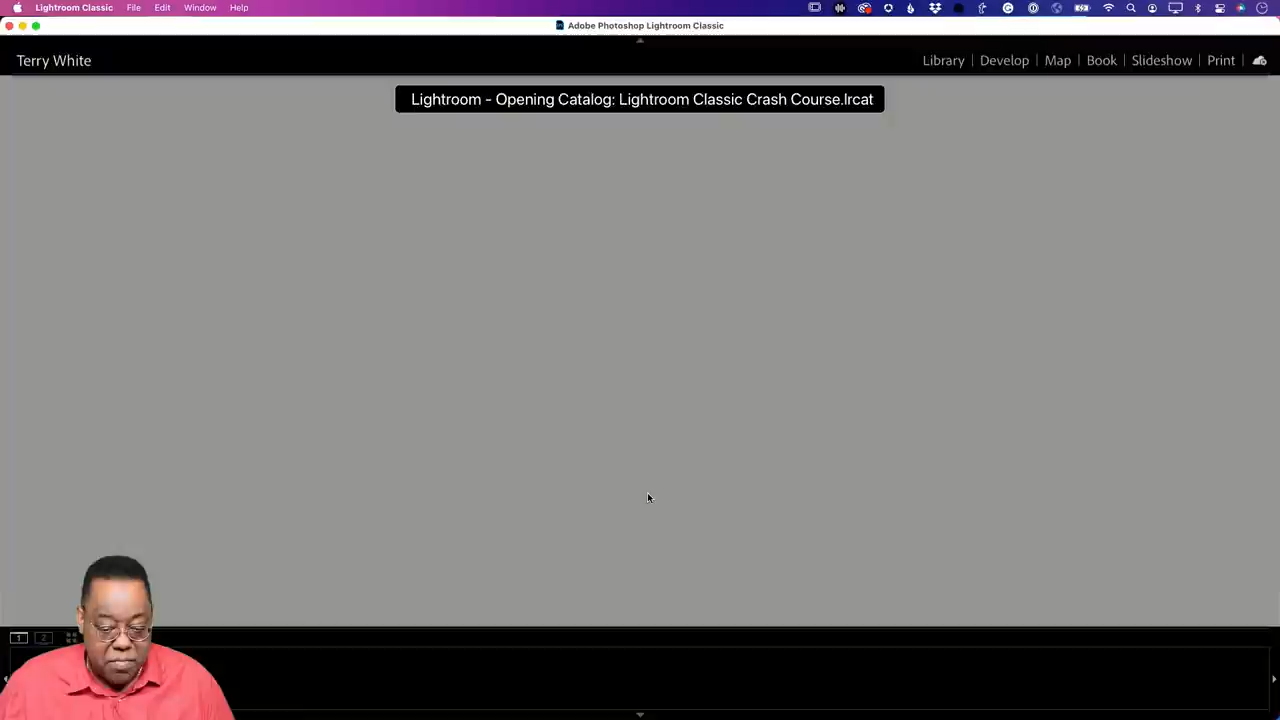 Lightroom Classic File Edit Window Help
Adobe Photoshop Lightroom Classic
Terry White
Library | Develop | Map | Book | Slideshow | Print |
Lightroom - Opening Catalog: Lightroom Classic Crash Course.lrcat
1 2